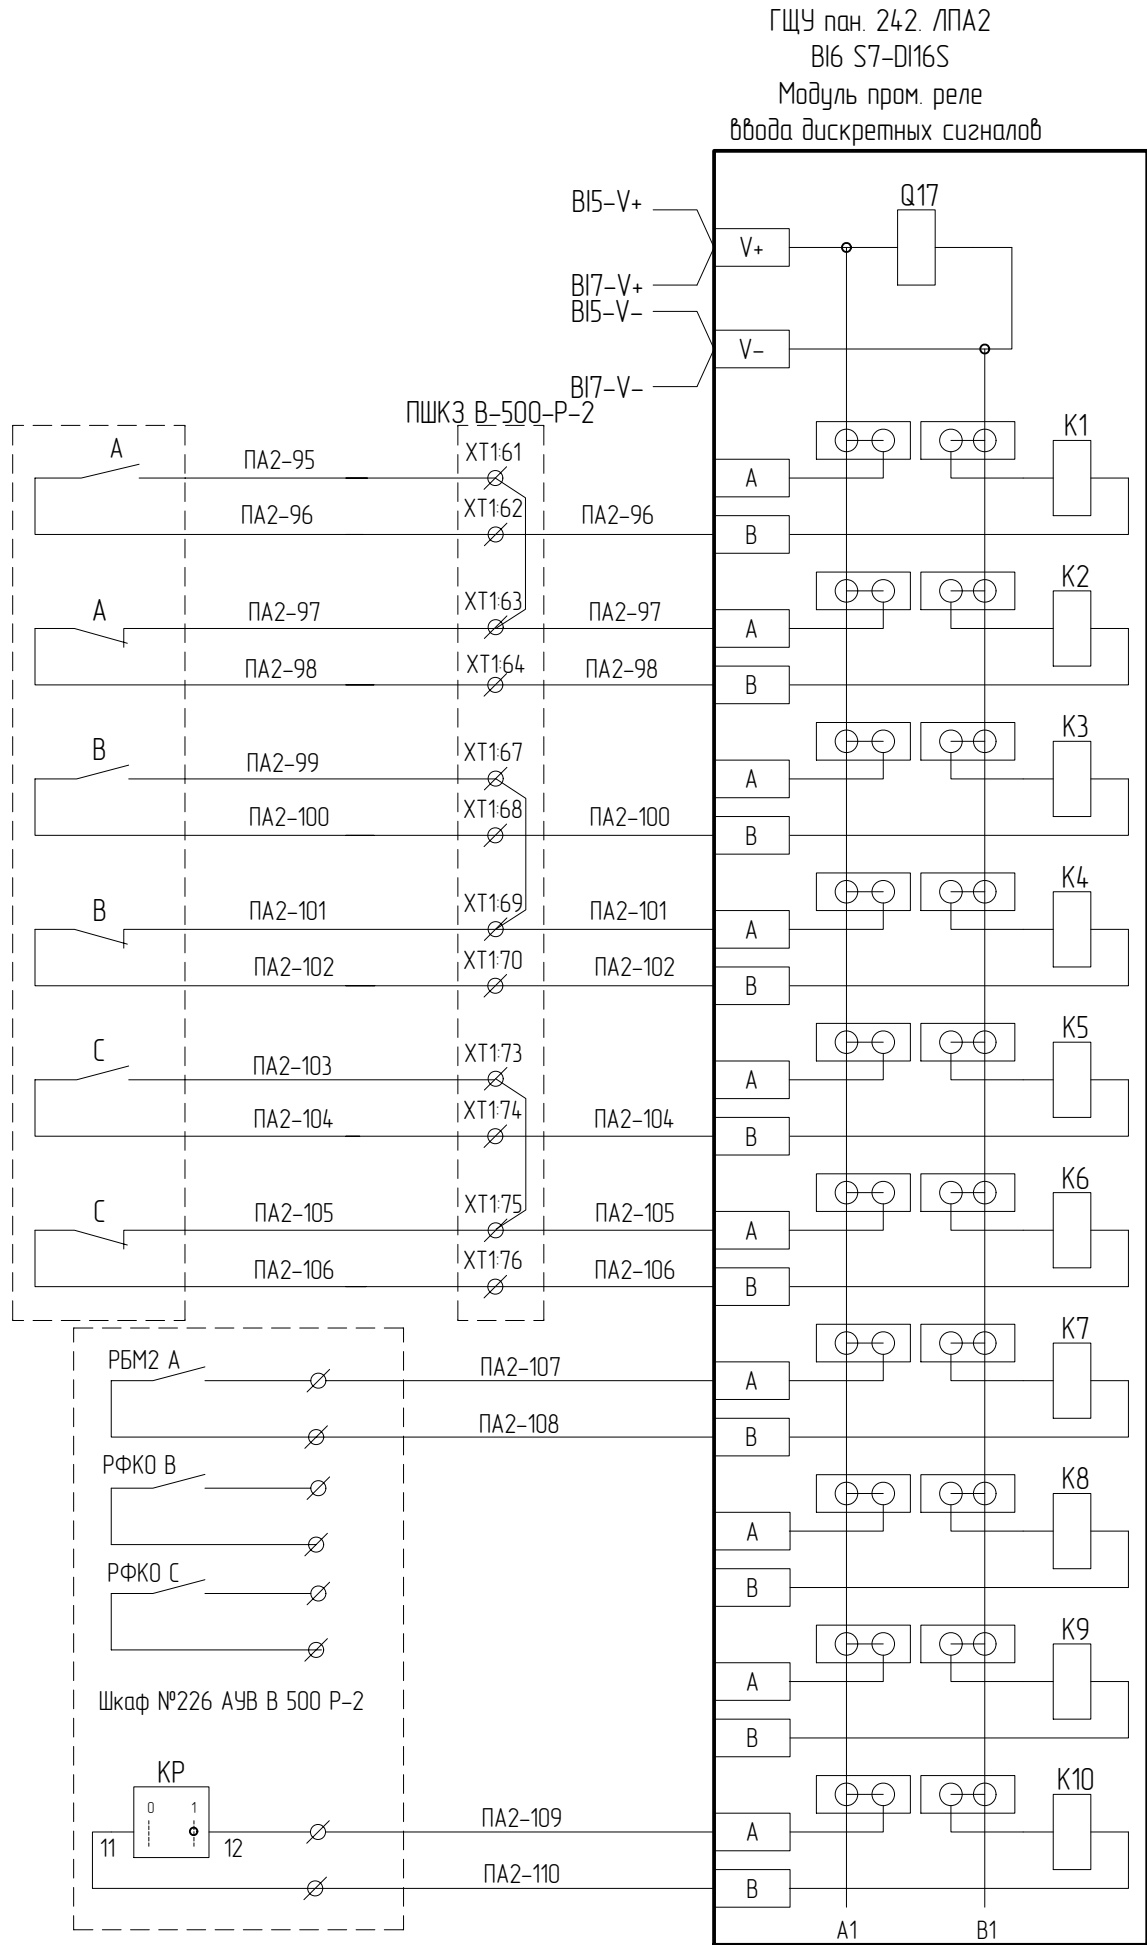 ГЩУ пан. 242. ЛПА2
BI6 S7-DI16S
Модуль пром. реле
ввода дискретных сигналов
BI5-V+
Q17
V+
BI7-V+
BI5-V-
V-
BI7-V-
ПШКЗ В-500-Р-2
A
ПА2-95
XT1:61
A
K1
ПА2-96
XT1:62
ПА2-96
B
A
ПА2-97
XT1:63
ПА2-97
A
K2
ПА2-98
XT1:64
ПА2-98
B
B
ПА2-99
XT1:67
A
K3
ПА2-100
XT1:68
ПА2-100
B
B
ПА2-101
XT1:69
ПА2-101
A
K4
ПА2-102
XT1:70
ПА2-102
B
C
ПА2-103
XT1:73
A
K5
ПА2-104
XT1:74
ПА2-104
B
C
ПА2-105
XT1:75
ПА2-105
A
K6
ПА2-106
XT1:76
ПА2-106
B
РБМ2 А
ПА2-107
A
K7
ПА2-108
B
РФКО В
K8
A
РФКО С
B
K9
A
Шкаф №226 АУВ В 500 Р-2
B
КР
0 1
11
12
ПА2-109
A
K10
ПА2-110
B
A1
B1